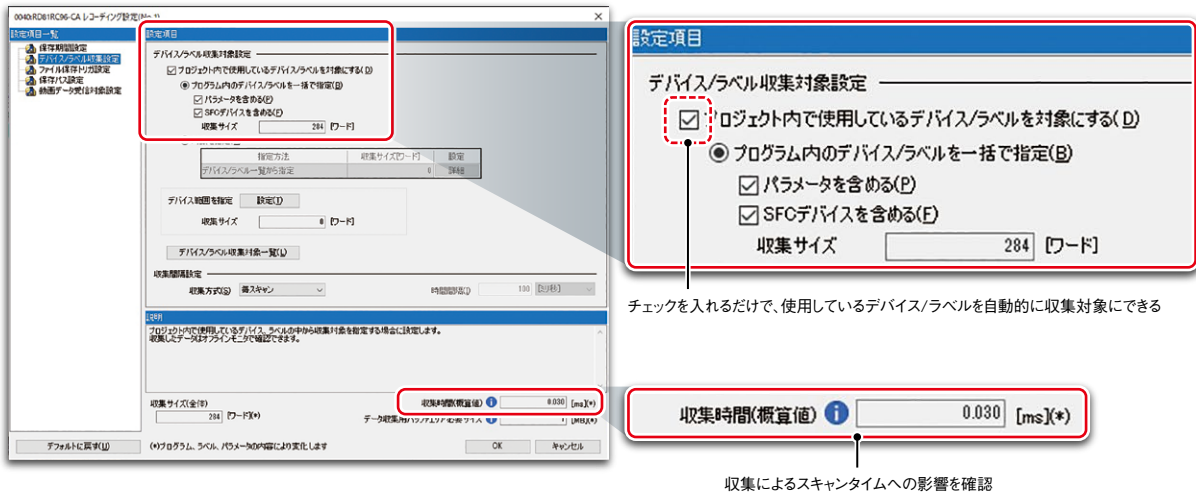 0040:RD81RC96-CA レコーディング設定(No.1)
設定項目一覧
保存期間設定
デバイス/ラベル収集設定
ファイル保存トリガ設定
保存パス設定
動画データ受信対象設定
設定項目
デバイス/ラベル収集対象設定
プロジェクト内で使用しているデバイス/ラベルを対象にする(D)
プログラム内のデバイス/ラベルを一括で指定(B)
パラメータを含める(P)
SFCデバイスを含める(F)
収集サイズ 284 [ワード]
指定方法 収集サイズ[ワード] 設定
デバイス/ラベル一覧から指定 0 詳細
デバイス範囲を指定 設定(T)
収集サイズ 0 [ワード]
デバイス/ラベル収集対象一覧(L)
収集間隔設定
収集方式(S) 毎スキャン 時間間隔(I) 100 [ミリ秒]
説明
プロジェクト内で使用しているデバイス、ラベルの中から収集対象を指定する場合に設定します。
収集したデータはオフラインモニタで確認できます。
収集サイズ(全体) 収集時間(概算値) 0.030 [ms](*)
284 [ワード](*) データ収集用バッファエリア必要サイズ 1 [MB](*)
デフォルトに戻す(U) (*)プログラム、ラベル、パラメータの内容により変化します OK キャンセル
設定項目
デバイス/ラベル収集対象設定
プロジェクト内で使用しているデバイス/ラベルを対象にする(D)
プログラム内のデバイス/ラベルを一括で指定(B)
パラメータを含める(P)
SFCデバイスを含める(F)
収集サイズ 284 [ワード]
チェックを入れるだけで、使用しているデバイス/ラベルを自動的に収集対象にできる
収集時間(概算値) 0.030 [ms](*)
収集によるスキャンタイムへの影響を確認